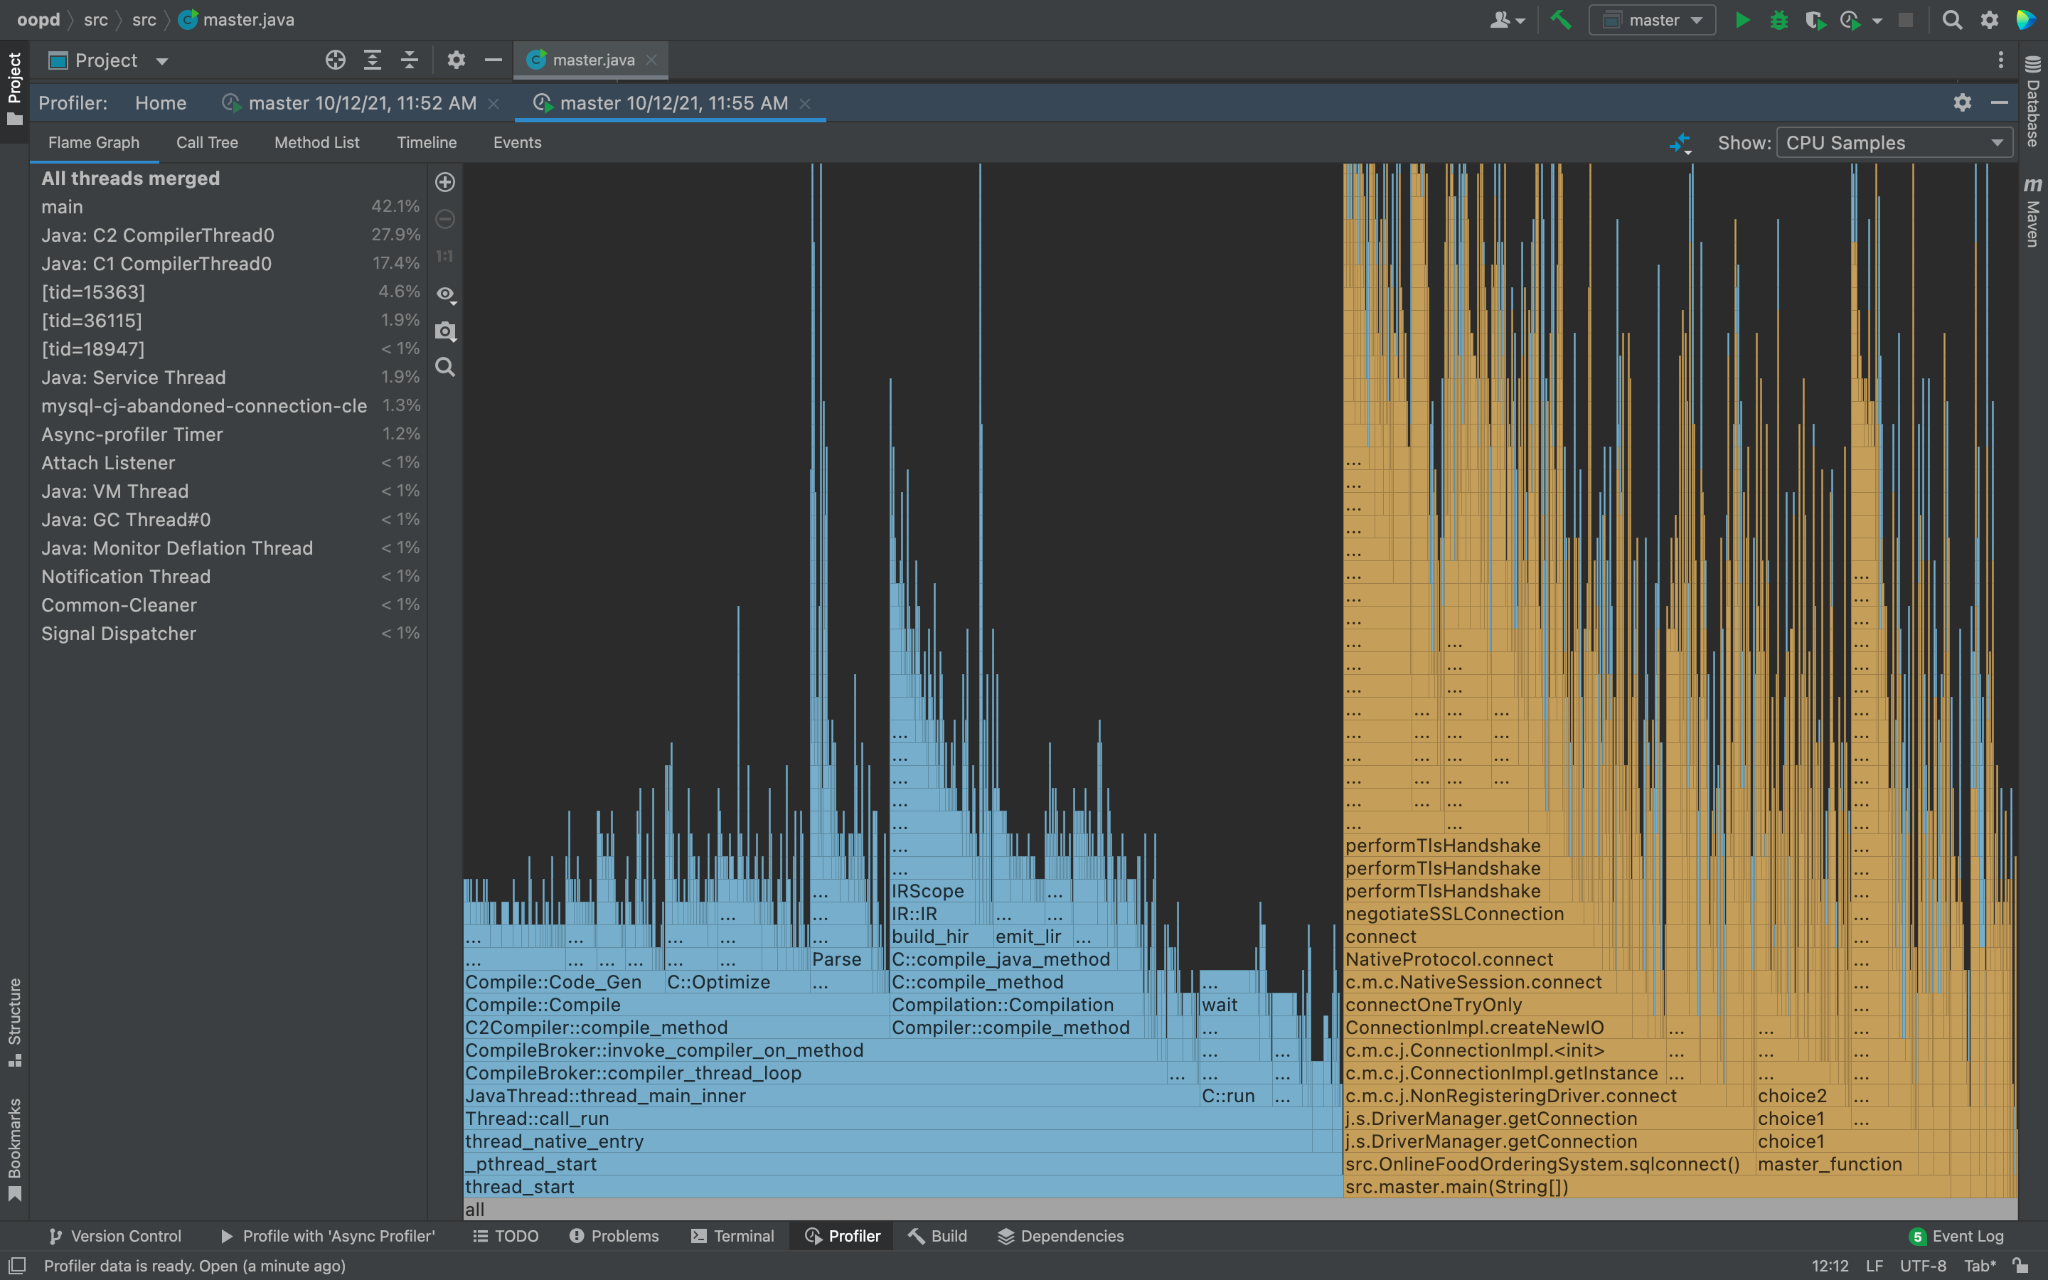 oopd src src master.java
master
Project
master.java
Profiler: Home master 10/12/21, 11:52 AM master 10/12/21, 11:55 AM
Flame Graph Call Tree Method List Timeline Events
Show: CPU Samples
All threads merged
main 42.1%
Java: C2 CompilerThread0 27.9%
Java: C1 CompilerThread0 17.4%
[tid=15363] 4.6%
[tid=36115] 1.9%
[tid=18947] < 1%
Java: Service Thread 1.9%
mysql-cj-abandoned-connection-cle 1.3%
Async-profiler Timer 1.2%
Attach Listener < 1%
Java: VM Thread < 1%
Java: GC Thread#0 < 1%
Java: Monitor Deflation Thread < 1%
Notification Thread < 1%
Common-Cleaner < 1%
Signal Dispatcher < 1%
1:1
performTlsHandshake
performTlsHandshake
IRScope performTlsHandshake
IR::IR ... ... negotiateSSLConnection
build_hir emit_lir ... connect
Parse C::compile_java_method NativeProtocol.connect
Compile::Code_Gen C::Optimize ... C::compile_method ... c.m.c.NativeSession.connect
Compile::Compile Compilation::Compilation wait connectOneTryOnly
C2Compiler::compile_method Compiler::compile_method ... ConnectionImpl.createNewIO ... ... ...
CompileBroker::invoke_compiler_on_method ... ... c.m.c.j.ConnectionImpl.<init> ... ... ...
CompileBroker::compiler_thread_loop ... ... ... c.m.c.j.ConnectionImpl.getInstance ... ... ...
JavaThread::thread_main_inner C::run ... c.m.c.j.NonRegisteringDriver.connect choice2 ...
Thread::call_run j.s.DriverManager.getConnection choice1 ...
thread_native_entry j.s.DriverManager.getConnection choice1
_pthread_start src.OnlineFoodOrderingSystem.sqlconnect() master_function
thread_start src.master.main(String[])
all
Project
Structure
Bookmarks
Database
m Maven
Version Control Profile with 'Async Profiler' TODO Problems Terminal Profiler Build Dependencies 5 Event Log
Profiler data is ready. Open (a minute ago) 12:12 LF UTF-8 Tab*